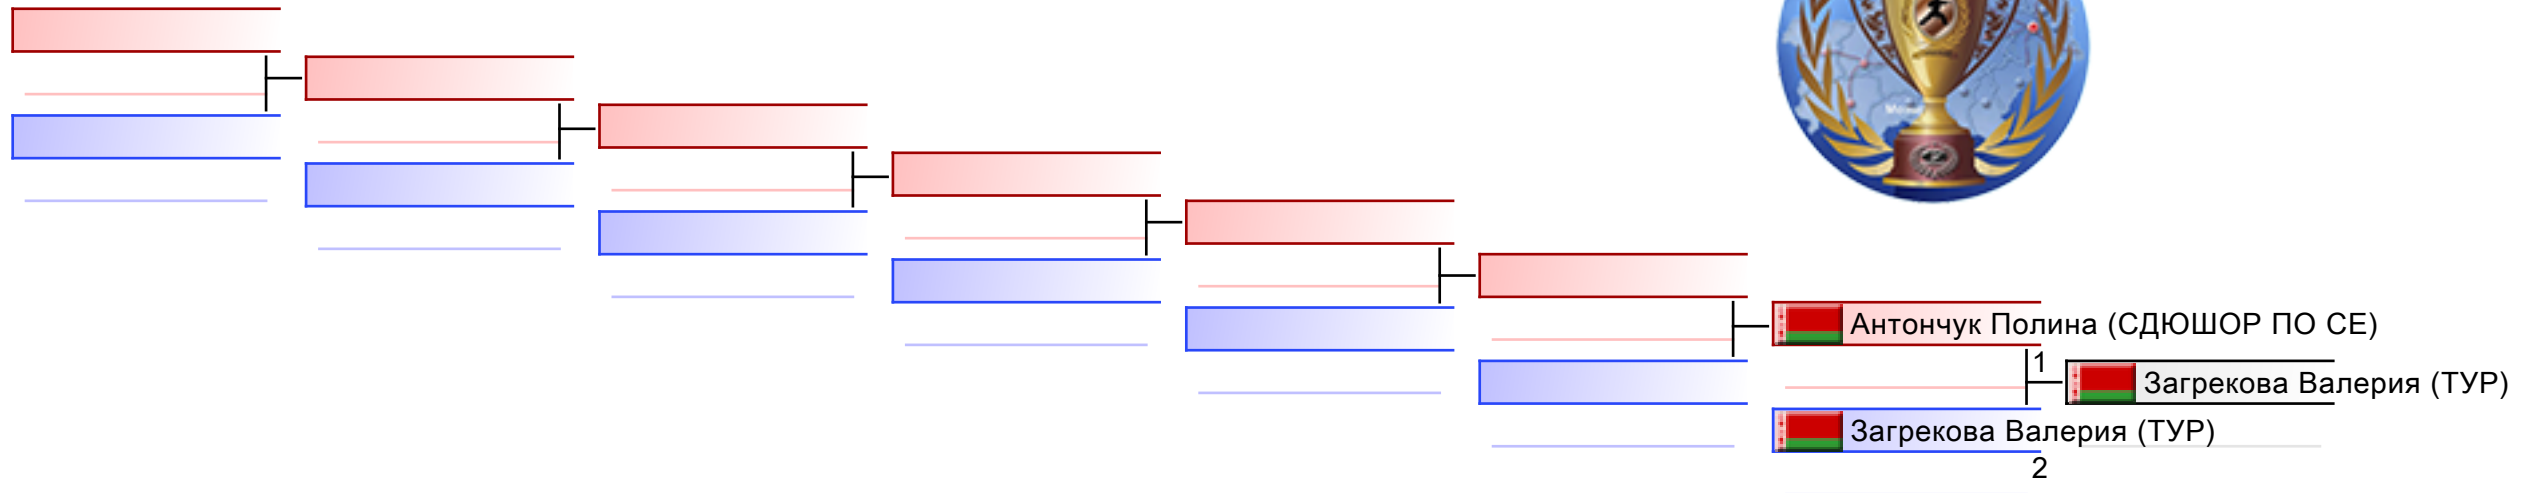 Антончук Полина (СДЮШОР ПО СЕ)
1
Загрекова Валерия (ТУР)
Загрекова Валерия (ТУР)
2